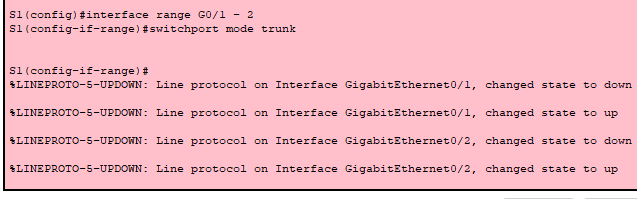 S1(config)#interface range G0/1 - 2
S1(config-if-range)#switchport mode trunk
S1(config-if-range)#
%LINEPROTO-5-UPDOWN: Line protocol on Interface GigabitEthernet0/1, changed state to down
%LINEPROTO-5-UPDOWN: Line protocol on Interface GigabitEthernet0/1, changed state to up
%LINEPROTO-5-UPDOWN: Line protocol on Interface GigabitEthernet0/2, changed state to down
%LINEPROTO-5-UPDOWN: Line protocol on Interface GigabitEthernet0/2, changed state to up